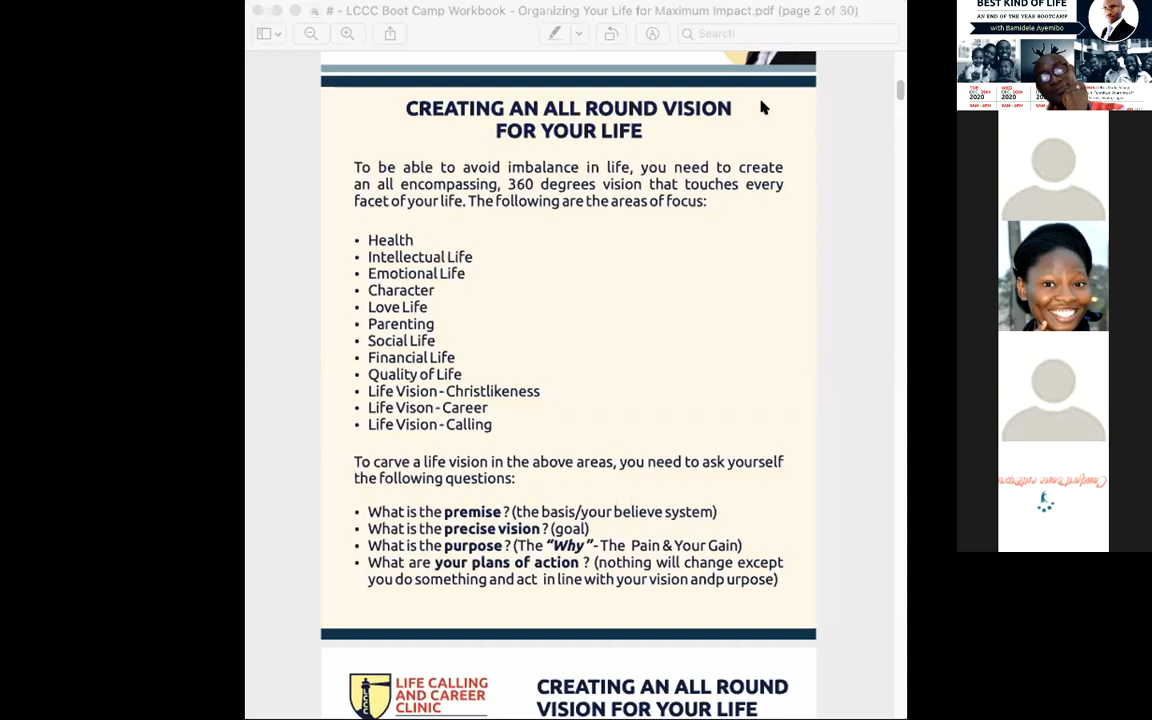 # - LCCC Boot Camp Workbook - Organizing Your Life for Maximum Impact.pdf (page 2 of 30)
Search
CREATING AN ALL ROUND VISION
FOR YOUR LIFE
To be able to avoid imbalance in life, you need to create
an all encompassing, 360 degrees vision that touches every
facet of your life. The following are the areas of focus:
• Health
• Intellectual Life
• Emotional Life
• Character
• Love Life
• Parenting
• Social Life
• Financial Life
• Quality of Life
• Life Vision - Christlikeness
• Life Vison - Career
• Life Vision - Calling
To carve a life vision in the above areas, you need to ask yourself
the following questions:
• What is the premise ? (the basis/your believe system)
• What is the precise vision ? (goal)
• What is the purpose ? (The “Why” - The Pain & Your Gain)
• What are your plans of action ? (nothing will change except
you do something and act in line with your vision andp urpose)
LIFE CALLING
AND CAREER
CLINIC
CREATING AN ALL ROUND
VISION FOR YOUR LIFE
BEST KIND OF LIFE
AN END OF THE YEAR BOOTCAMP
with Bamidele Ayemibo
TUE WED
DEC. 29th DEC. 30th
2020 2020